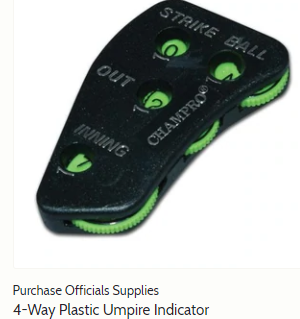 STRIKE BALL
OUT
INNING
CHAMPRO®
Purchase Officials Supplies
4-Way Plastic Umpire Indicator